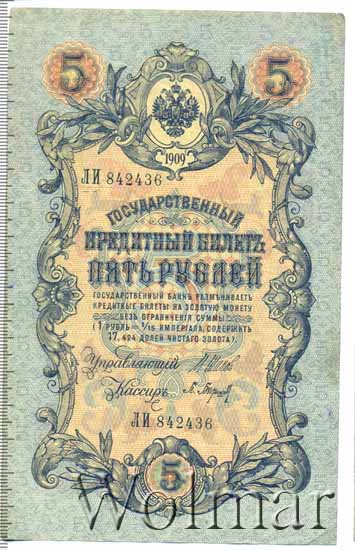 5 5
1909
ЛИ 842436
ГОСУДАРСТВЕННЫЙ
КРЕДИТНЫЙ БИЛЕТЪ
ПЯТЬ РУБЛЕЙ
ГОСУДАРСТВЕННЫЙ БАНКЪ РАЗМѢНИВАЕТЪ
КРЕДИТНЫЕ БИЛЕТЫ НА ЗОЛОТУЮ МОНЕТУ
БЕЗЪ ОГРАНИЧЕНІЯ СУММЫ
(1 РУБЛЬ = 1/15 ИМПЕРІАЛА, СОДЕРЖИТЪ
17,424 ДОЛЕЙ ЧИСТАГО ЗОЛОТА).
Управляющій
Кассиръ
ЛИ 842436
5
Wolmar